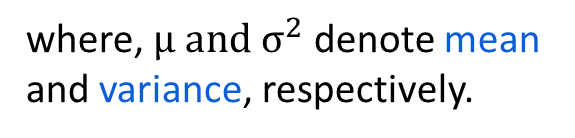 where, μ and σ² denote mean
and variance, respectively.